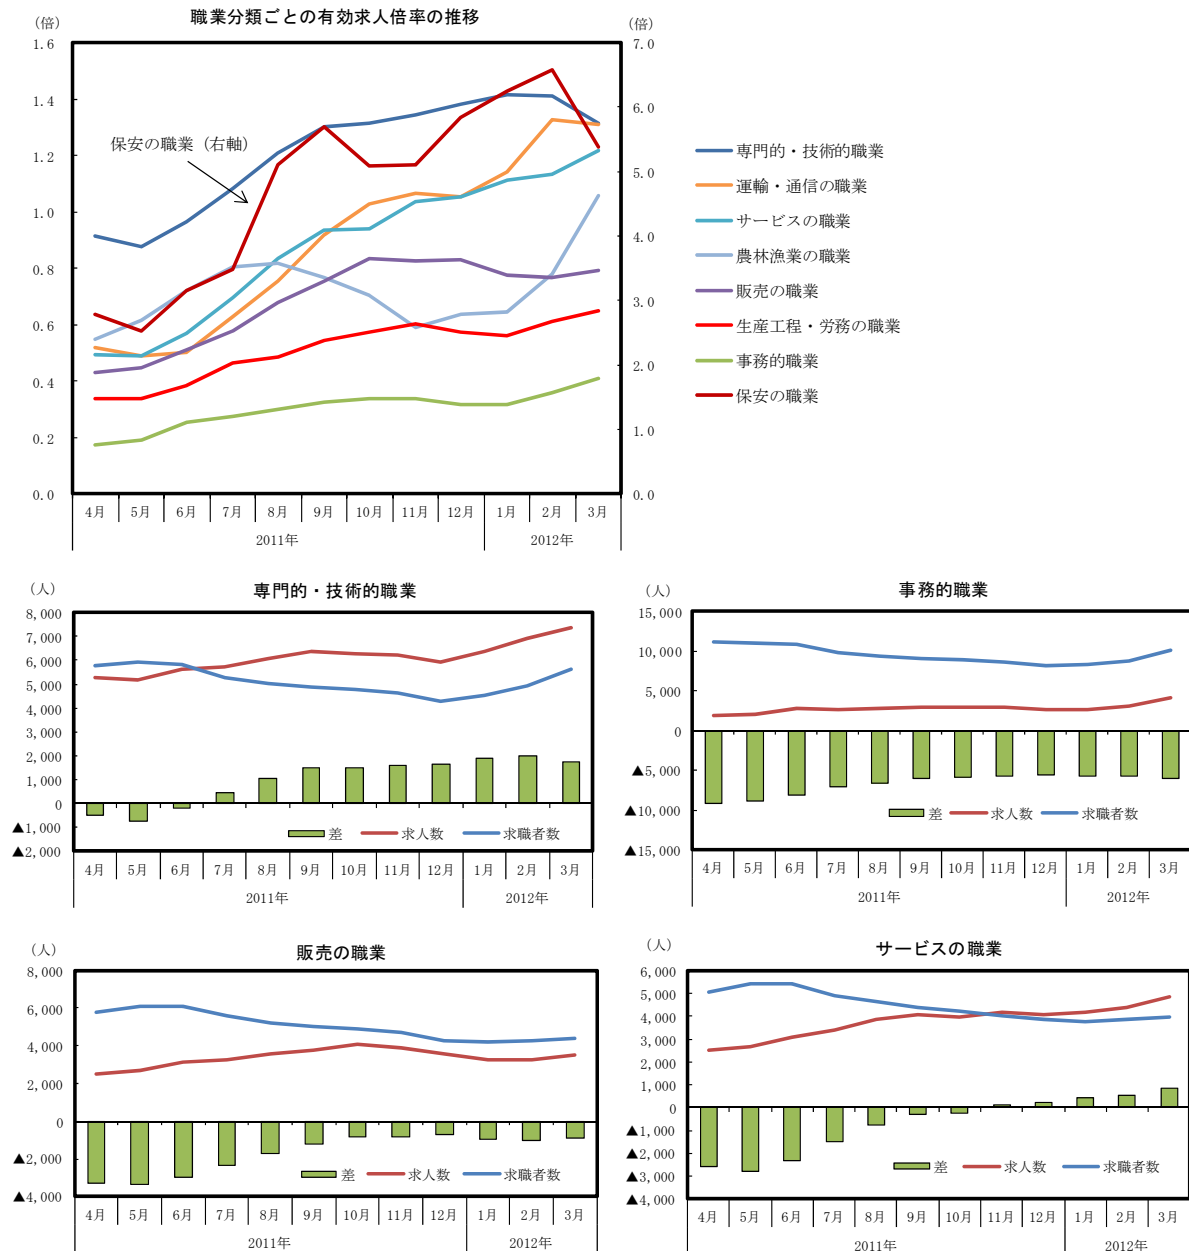 職業分類ごとの有効求人倍率の推移
（倍）
（倍）
1.6
1.4
1.2
1.0
0.8
0.6
0.4
0.2
0.0
7.0
6.0
5.0
4.0
3.0
2.0
1.0
0.0
保安の職業（右軸）
専門的・技術的職業
運輸・通信の職業
サービスの職業
農林漁業の職業
販売の職業
生産工程・労務の職業
事務的職業
保安の職業
4月 5月 6月 7月 8月 9月 10月 11月 12月 1月 2月 3月
2011年 2012年
専門的・技術的職業
（人）
8,000
7,000
6,000
5,000
4,000
3,000
2,000
1,000
0
▲1,000
▲2,000
差 求人数 求職者数
4月 5月 6月 7月 8月 9月 10月 11月 12月 1月 2月 3月
2011年 2012年
事務的職業
（人）
15,000
10,000
5,000
0
▲5,000
▲10,000
▲15,000
差 求人数 求職者数
4月 5月 6月 7月 8月 9月 10月 11月 12月 1月 2月 3月
2011年 2012年
販売の職業
（人）
8,000
6,000
4,000
2,000
0
▲2,000
▲4,000
差 求人数 求職者数
4月 5月 6月 7月 8月 9月 10月 11月 12月 1月 2月 3月
2011年 2012年
サービスの職業
（人）
6,000
5,000
4,000
3,000
2,000
1,000
0
▲1,000
▲2,000
▲3,000
▲4,000
差 求人数 求職者数
4月 5月 6月 7月 8月 9月 10月 11月 12月 1月 2月 3月
2011年 2012年